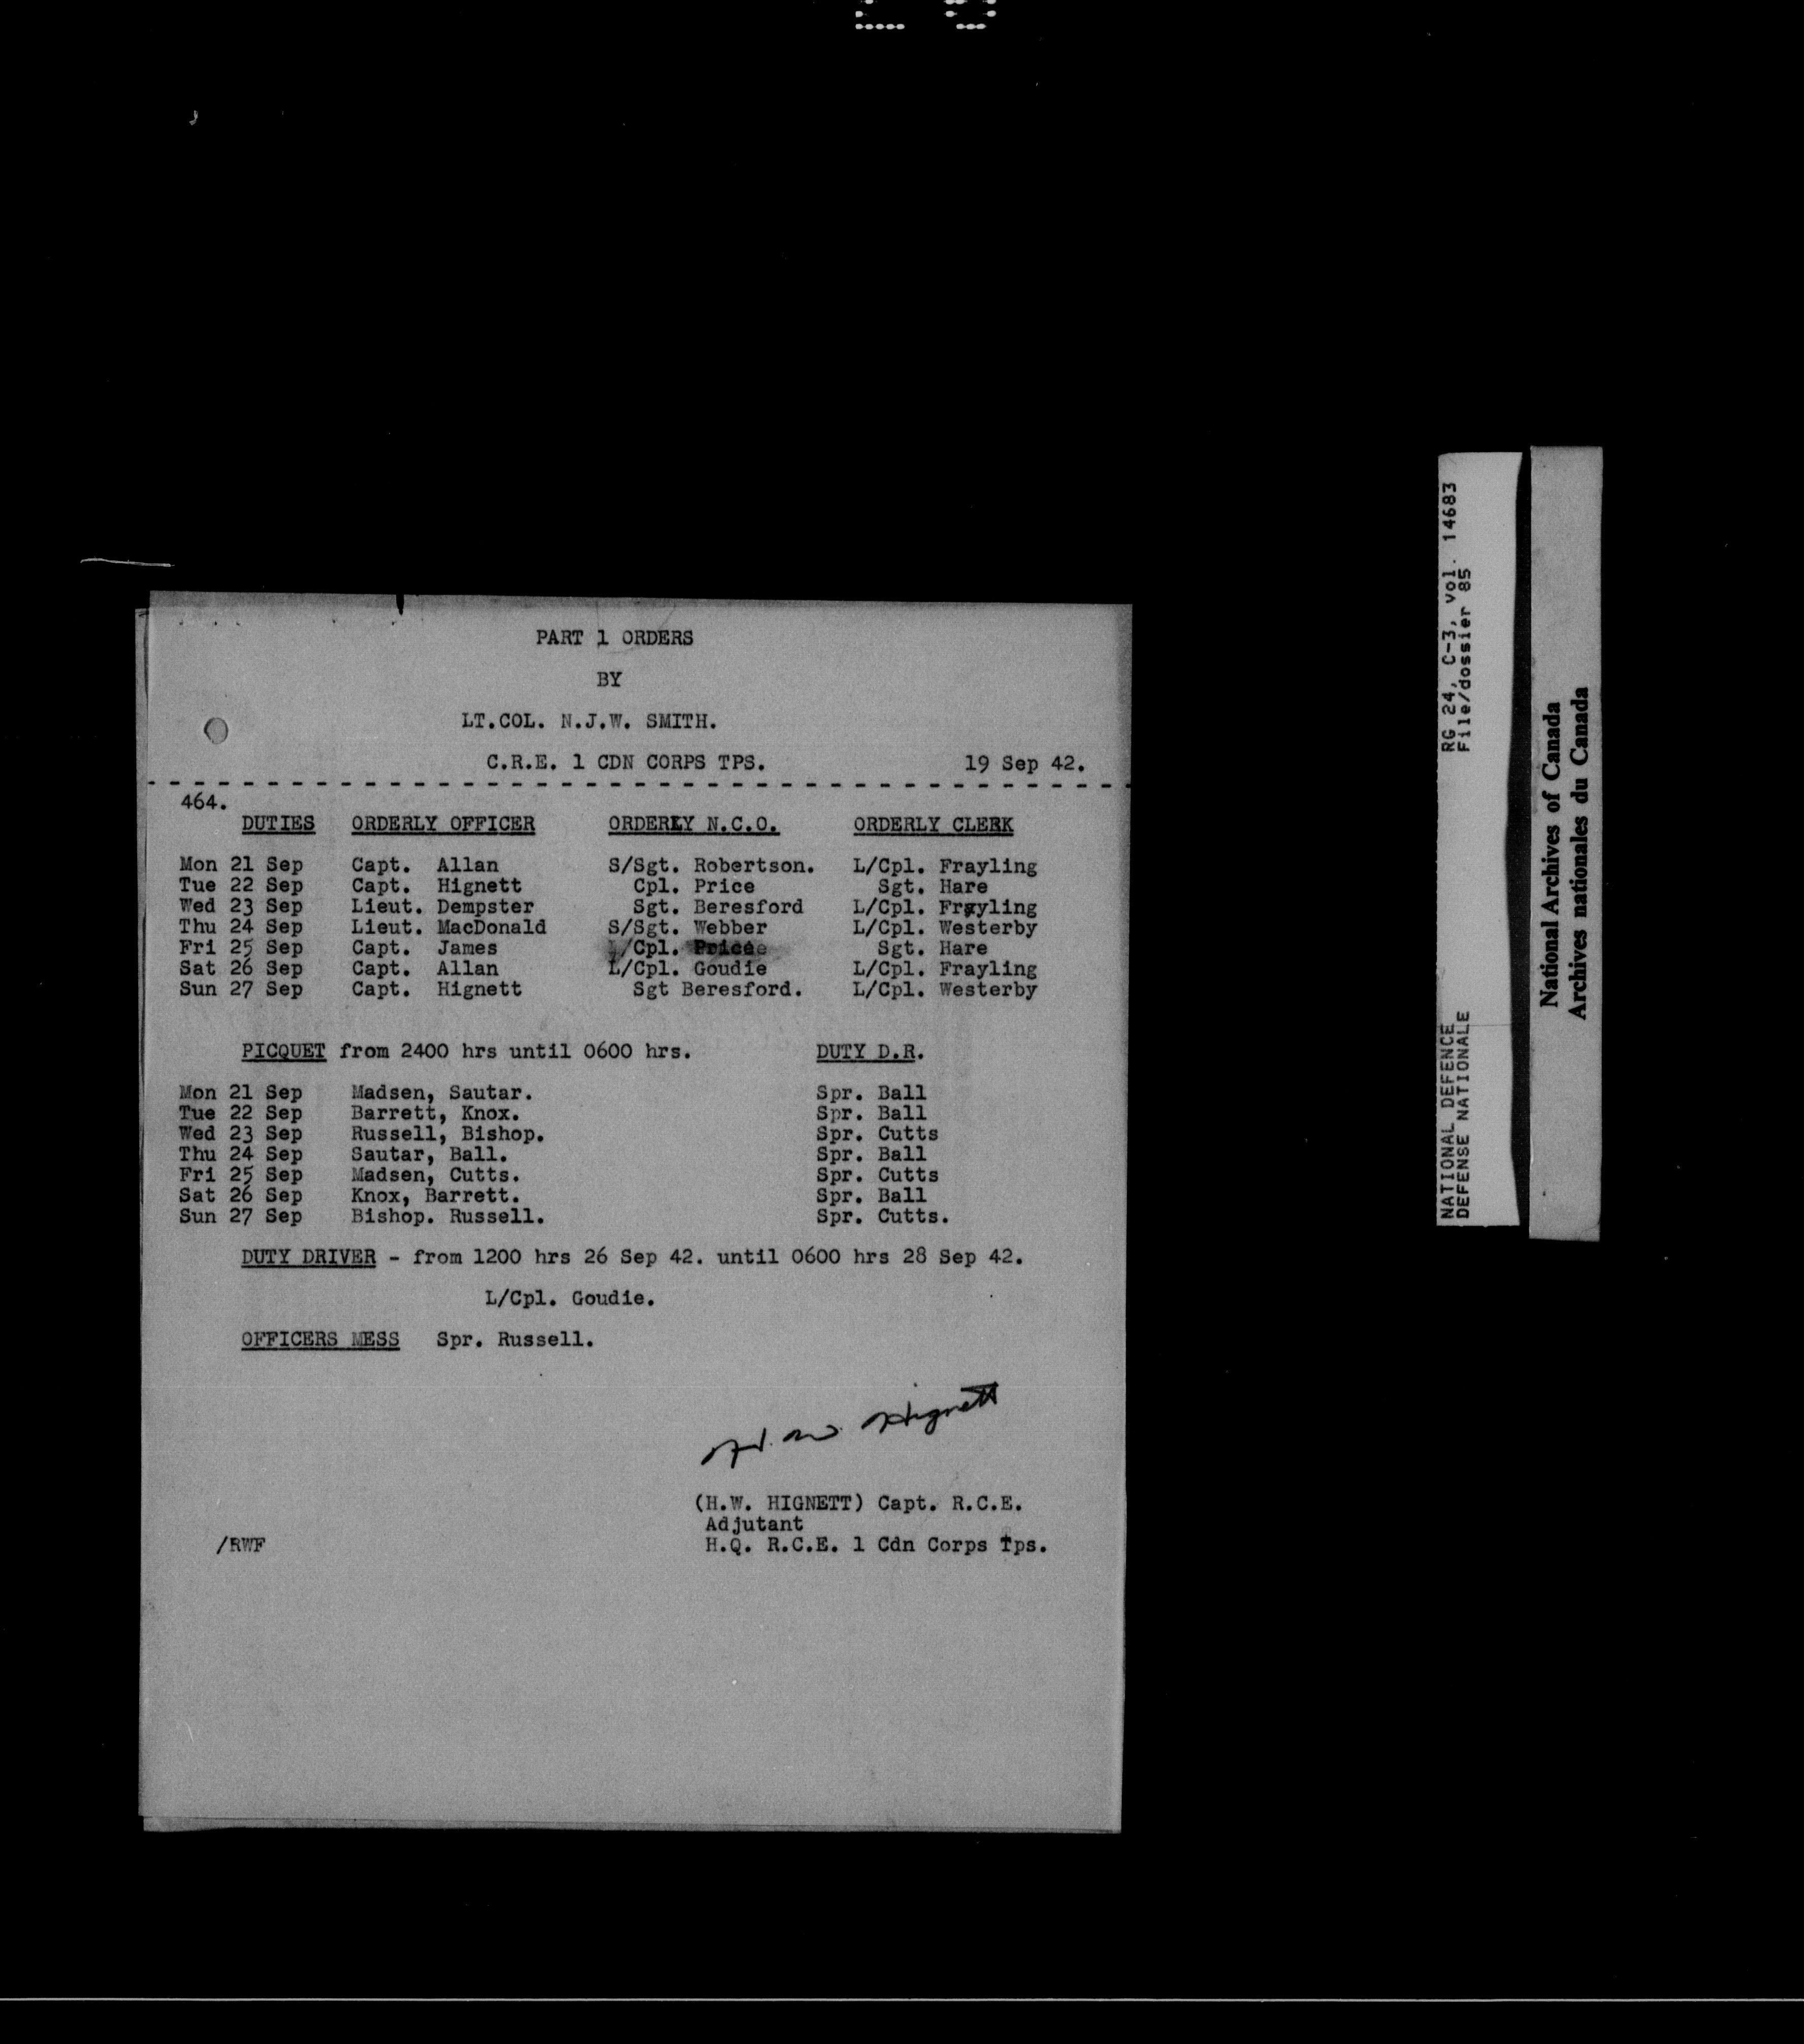 PART 1 ORDERS
BY
LT.COL. N.J.W. SMITH.
C.R.E. 1 CDN CORPS TPS. 19 Sep 42.
464.
DUTIES ORDERLY OFFICER ORDERLY N.C.O. ORDERLY CLERK
Mon 21 Sep Capt. Allan S/Sgt. Robertson. L/Cpl. Frayling
Tue 22 Sep Capt. Hignett Cpl. Price Sgt. Hare
Wed 23 Sep Lieut. Dempster Sgt. Beresford L/Cpl. Frayling
Thu 24 Sep Lieut. MacDonald S/Sgt. Webber L/Cpl. Westerby
Fri 25 Sep Capt. James Cpl. Price Sgt. Hare
Sat 26 Sep Capt. Allan L/Cpl. Goudie L/Cpl. Frayling
Sun 27 Sep Capt. Hignett Sgt Beresford. L/Cpl. Westerby
PICQUET from 2400 hrs until 0600 hrs. DUTY D.R.
Mon 21 Sep Madsen, Sautar. Spr. Ball
Tue 22 Sep Barrett, Knox. Spr. Ball
Wed 23 Sep Russell, Bishop. Spr. Cutts
Thu 24 Sep Sautar, Ball. Spr. Ball
Fri 25 Sep Madsen, Cutts. Spr. Cutts
Sat 26 Sep Knox, Barrett. Spr. Ball
Sun 27 Sep Bishop. Russell. Spr. Cutts.
DUTY DRIVER - from 1200 hrs 26 Sep 42. until 0600 hrs 28 Sep 42.
L/Cpl. Goudie.
OFFICERS MESS Spr. Russell.
H. W. Hignett
(H.W. HIGNETT) Capt. R.C.E.
Adjutant
/RWF H.Q. R.C.E. 1 Cdn Corps Tps.
RG 24, C-3, vol. 14683
File/dossier 85
NATIONAL DEFENCE
DEFENSE NATIONALE
National Archives of Canada
Archives nationales du Canada